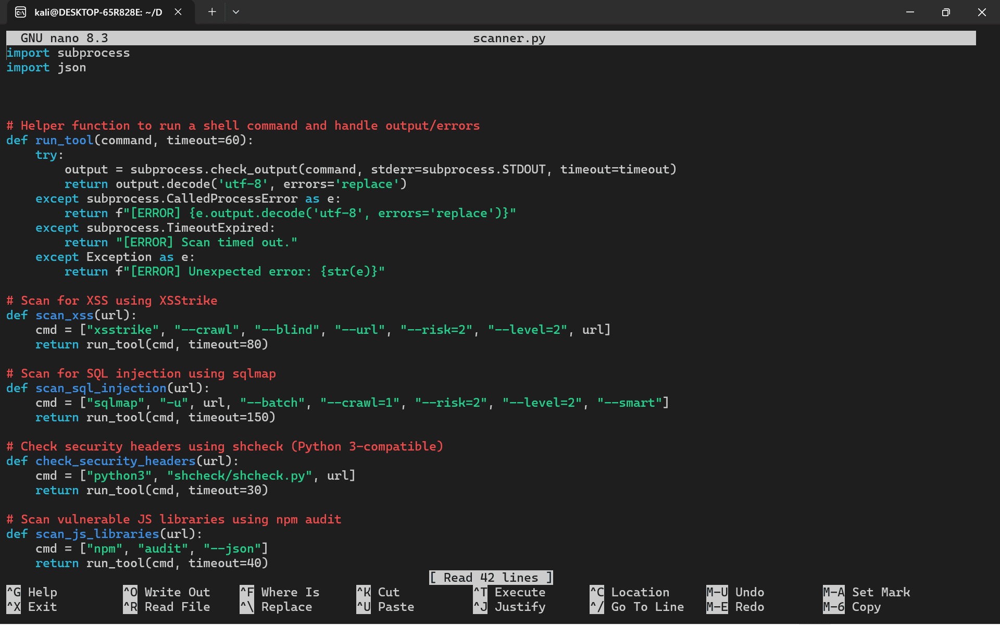 kali@DESKTOP-65R828E: ~/D
GNU nano 8.3 scanner.py
import subprocess
import json
# Helper function to run a shell command and handle output/errors
def run_tool(command, timeout=60):
    try:
        output = subprocess.check_output(command, stderr=subprocess.STDOUT, timeout=timeout)
        return output.decode('utf-8', errors='replace')
    except subprocess.CalledProcessError as e:
        return f"[ERROR] {e.output.decode('utf-8', errors='replace')}"
    except subprocess.TimeoutExpired:
        return "[ERROR] Scan timed out."
    except Exception as e:
        return f"[ERROR] Unexpected error: {str(e)}"
# Scan for XSS using XSStrike
def scan_xss(url):
    cmd = ["xsstrike", "--crawl", "--blind", "--url", "--risk=2", "--level=2", url]
    return run_tool(cmd, timeout=80)
# Scan for SQL injection using sqlmap
def scan_sql_injection(url):
    cmd = ["sqlmap", "-u", url, "--batch", "--crawl=1", "--risk=2", "--level=2", "--smart"]
    return run_tool(cmd, timeout=150)
# Check security headers using shcheck (Python 3-compatible)
def check_security_headers(url):
    cmd = ["python3", "shcheck/shcheck.py", url]
    return run_tool(cmd, timeout=30)
# Scan vulnerable JS libraries using npm audit
def scan_js_libraries(url):
    cmd = ["npm", "audit", "--json"]
    return run_tool(cmd, timeout=40)
[ Read 42 lines ]
^G Help ^O Write Out ^F Where Is ^K Cut ^T Execute ^C Location M-U Undo M-A Set Mark
^X Exit ^R Read File ^\ Replace ^U Paste ^J Justify ^/ Go To Line M-E Redo M-6 Copy